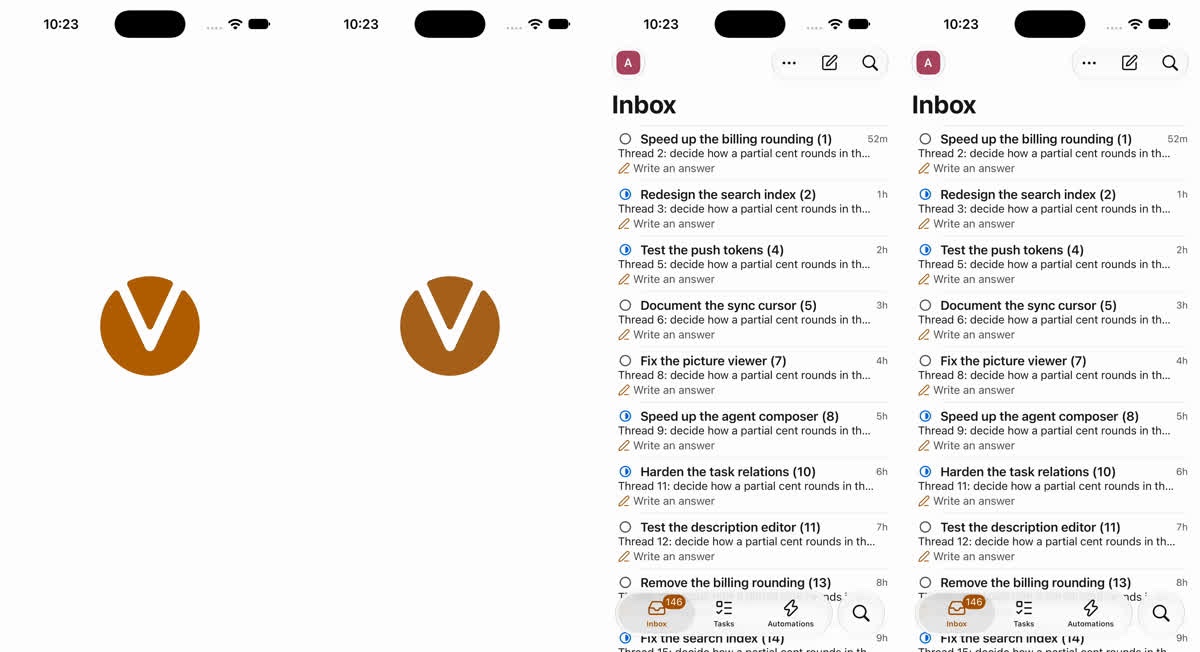 10:23
10:23
10:23
A
Inbox
Speed up the billing rounding (1) 52m
Thread 2: decide how a partial cent rounds in th...
Write an answer
Redesign the search index (2) 1h
Thread 3: decide how a partial cent rounds in th...
Write an answer
Test the push tokens (4) 2h
Thread 5: decide how a partial cent rounds in th...
Write an answer
Document the sync cursor (5) 3h
Thread 6: decide how a partial cent rounds in th...
Write an answer
Fix the picture viewer (7) 4h
Thread 8: decide how a partial cent rounds in th...
Write an answer
Speed up the agent composer (8) 5h
Thread 9: decide how a partial cent rounds in th...
Write an answer
Harden the task relations (10) 6h
Thread 11: decide how a partial cent rounds in th...
Write an answer
Test the description editor (11) 7h
Thread 12: decide how a partial cent rounds in th...
Write an answer
Remove the billing rounding (13) 8h
146
Inbox Tasks Automations
Fix the search index (14) 9h
10:23
A
Inbox
Speed up the billing rounding (1) 52m
Thread 2: decide how a partial cent rounds in th...
Write an answer
Redesign the search index (2) 1h
Thread 3: decide how a partial cent rounds in th...
Write an answer
Test the push tokens (4) 2h
Thread 5: decide how a partial cent rounds in th...
Write an answer
Document the sync cursor (5) 3h
Thread 6: decide how a partial cent rounds in th...
Write an answer
Fix the picture viewer (7) 4h
Thread 8: decide how a partial cent rounds in th...
Write an answer
Speed up the agent composer (8) 5h
Thread 9: decide how a partial cent rounds in th...
Write an answer
Harden the task relations (10) 6h
Thread 11: decide how a partial cent rounds in th...
Write an answer
Test the description editor (11) 7h
Thread 12: decide how a partial cent rounds in th...
Write an answer
Remove the billing rounding (13) 8h
146
Inbox Tasks Automations
Fix the search index (14) 9h